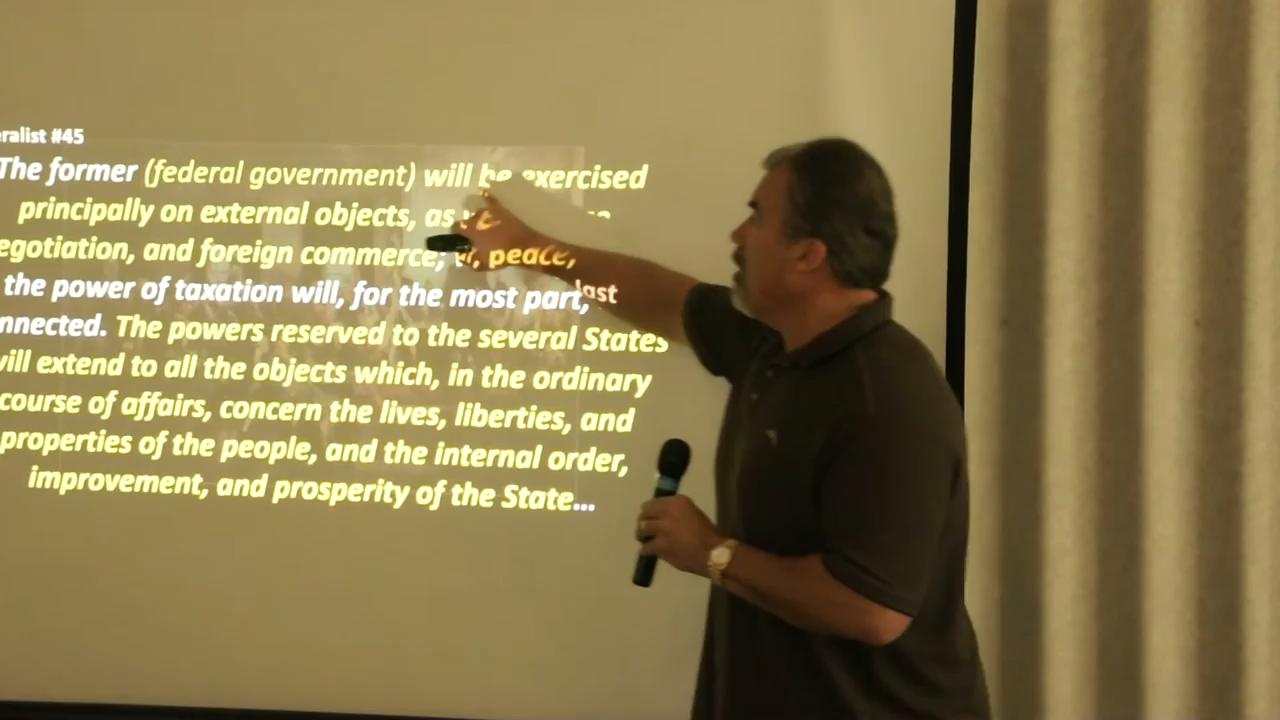 ralist #45
The former (federal government) will be exercised
principally on external objects, as
egotiation, and foreign commerce; peace,
the power of taxation will, for the most part, last
nnected. The powers reserved to the several States
will extend to all the objects which, in the ordinary
course of affairs, concern the lives, liberties, and
properties of the people, and the internal order,
improvement, and prosperity of the State...